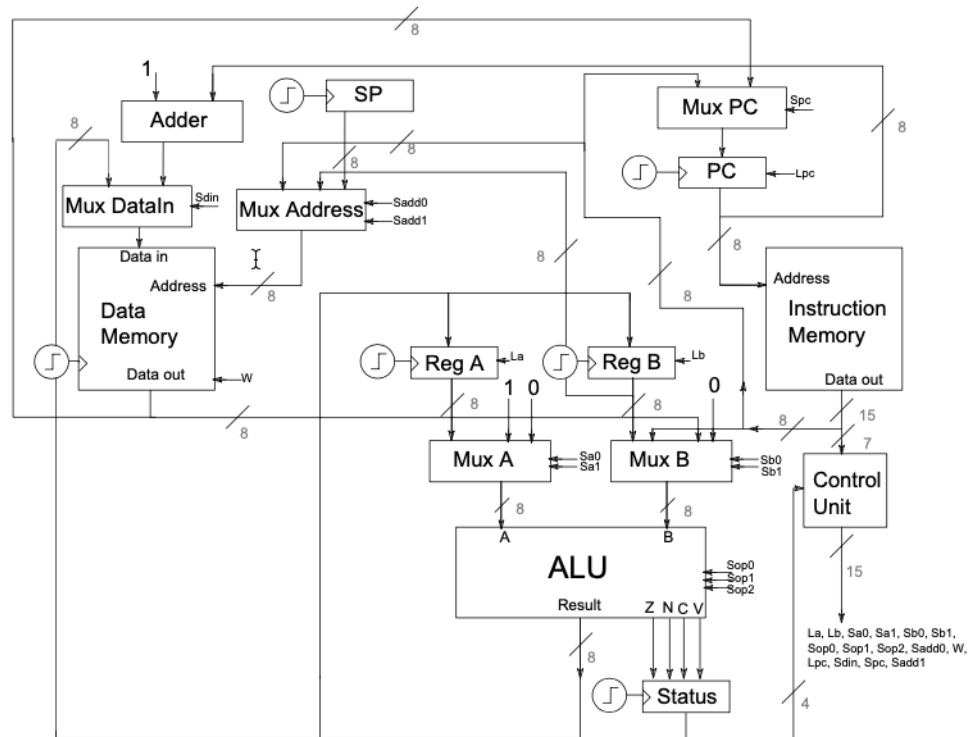 8
1
SP
Adder
Mux PC
Spc
8
8
8
8
PC
Lpc
Mux DataIn
Sdin
Mux Address
Sadd0
Sadd1
8
8
Data in
Address
8
8
Data
Memory
Data out
W
Address
Instruction
Memory
Data out
Reg A
La
Reg B
Lb
8
8
1
0
8
0
8
15
7
Mux A
Sa0
Sa1
Mux B
Sb0
Sb1
Control
Unit
8
8
A
B
ALU
Sop0
Sop1
Sop2
15
Result
Z N C V
La, Lb, Sa0, Sa1, Sb0, Sb1,
Sop0, Sop1, Sop2, Sadd0, W,
Lpc, Sdin, Spc, Sadd1
8
Status
4